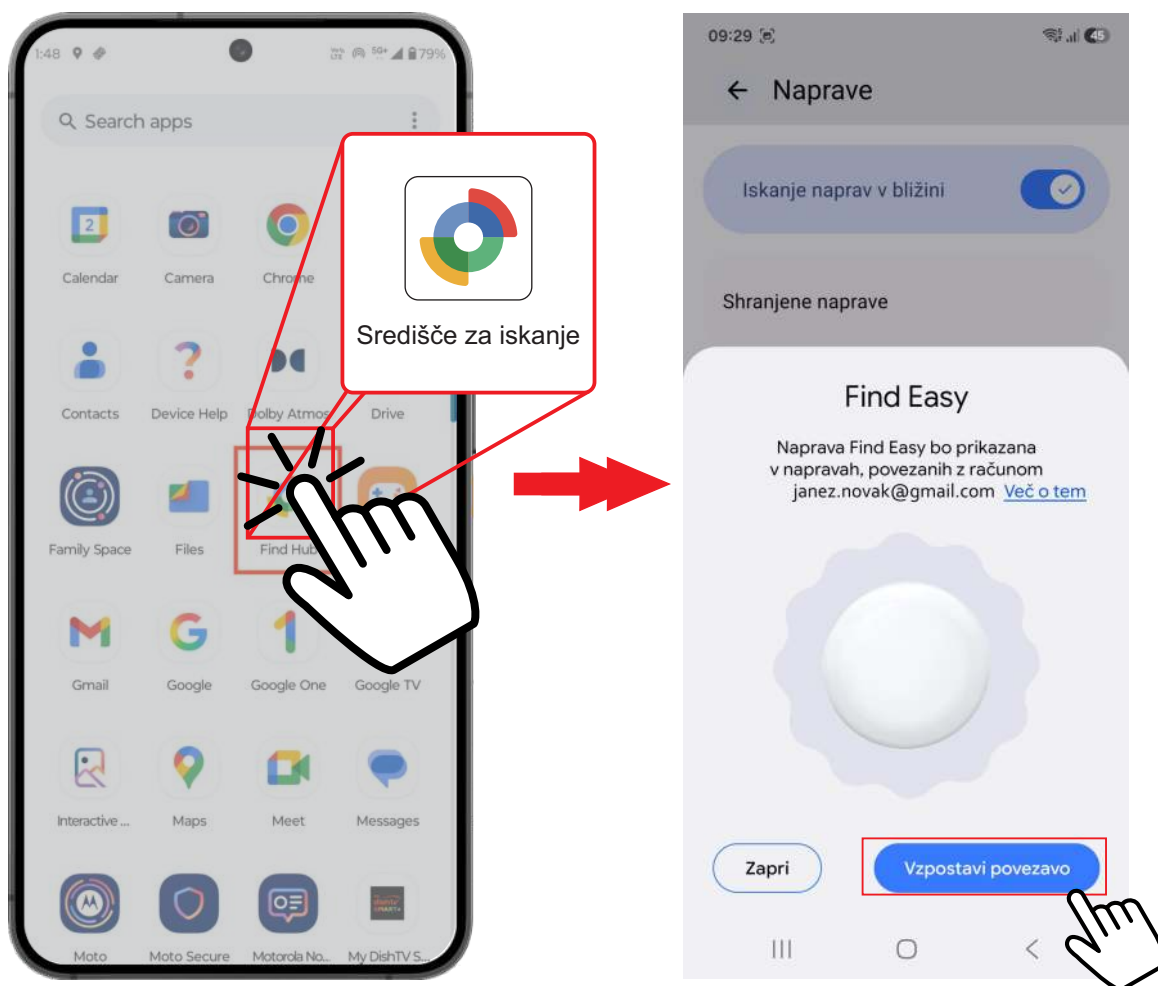 1:48
5G+
79%
Search apps
2
Calendar
Camera
Chrome
Središče za iskanje
Contacts
Device Help
Dolby Atmos
Drive
Family Space
Files
Find Hub
Gmail
Google
Google One
Google TV
Interactive ...
Maps
Meet
Messages
Moto
Moto Secure
Motorola No...
My DishTV S...
09:29
45
Naprave
Iskanje naprav v bližini
Shranjene naprave
Find Easy
Naprava Find Easy bo prikazana
v napravah, povezanih z računom
janez.novak@gmail.com Več o tem
Zapri
Vzpostavi povezavo